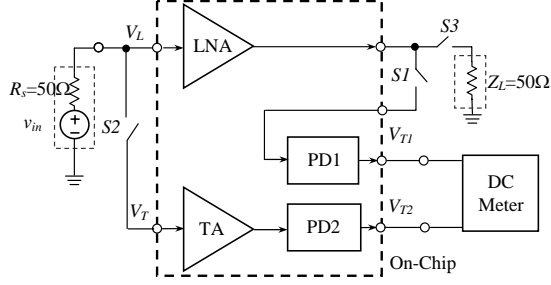 V_L
LNA
S3
R_s=50Ω
v_in
S2
S1
Z_L=50Ω
V_T1
PD1
V_T
TA
PD2
V_T2
DC
Meter
On-Chip
+
−